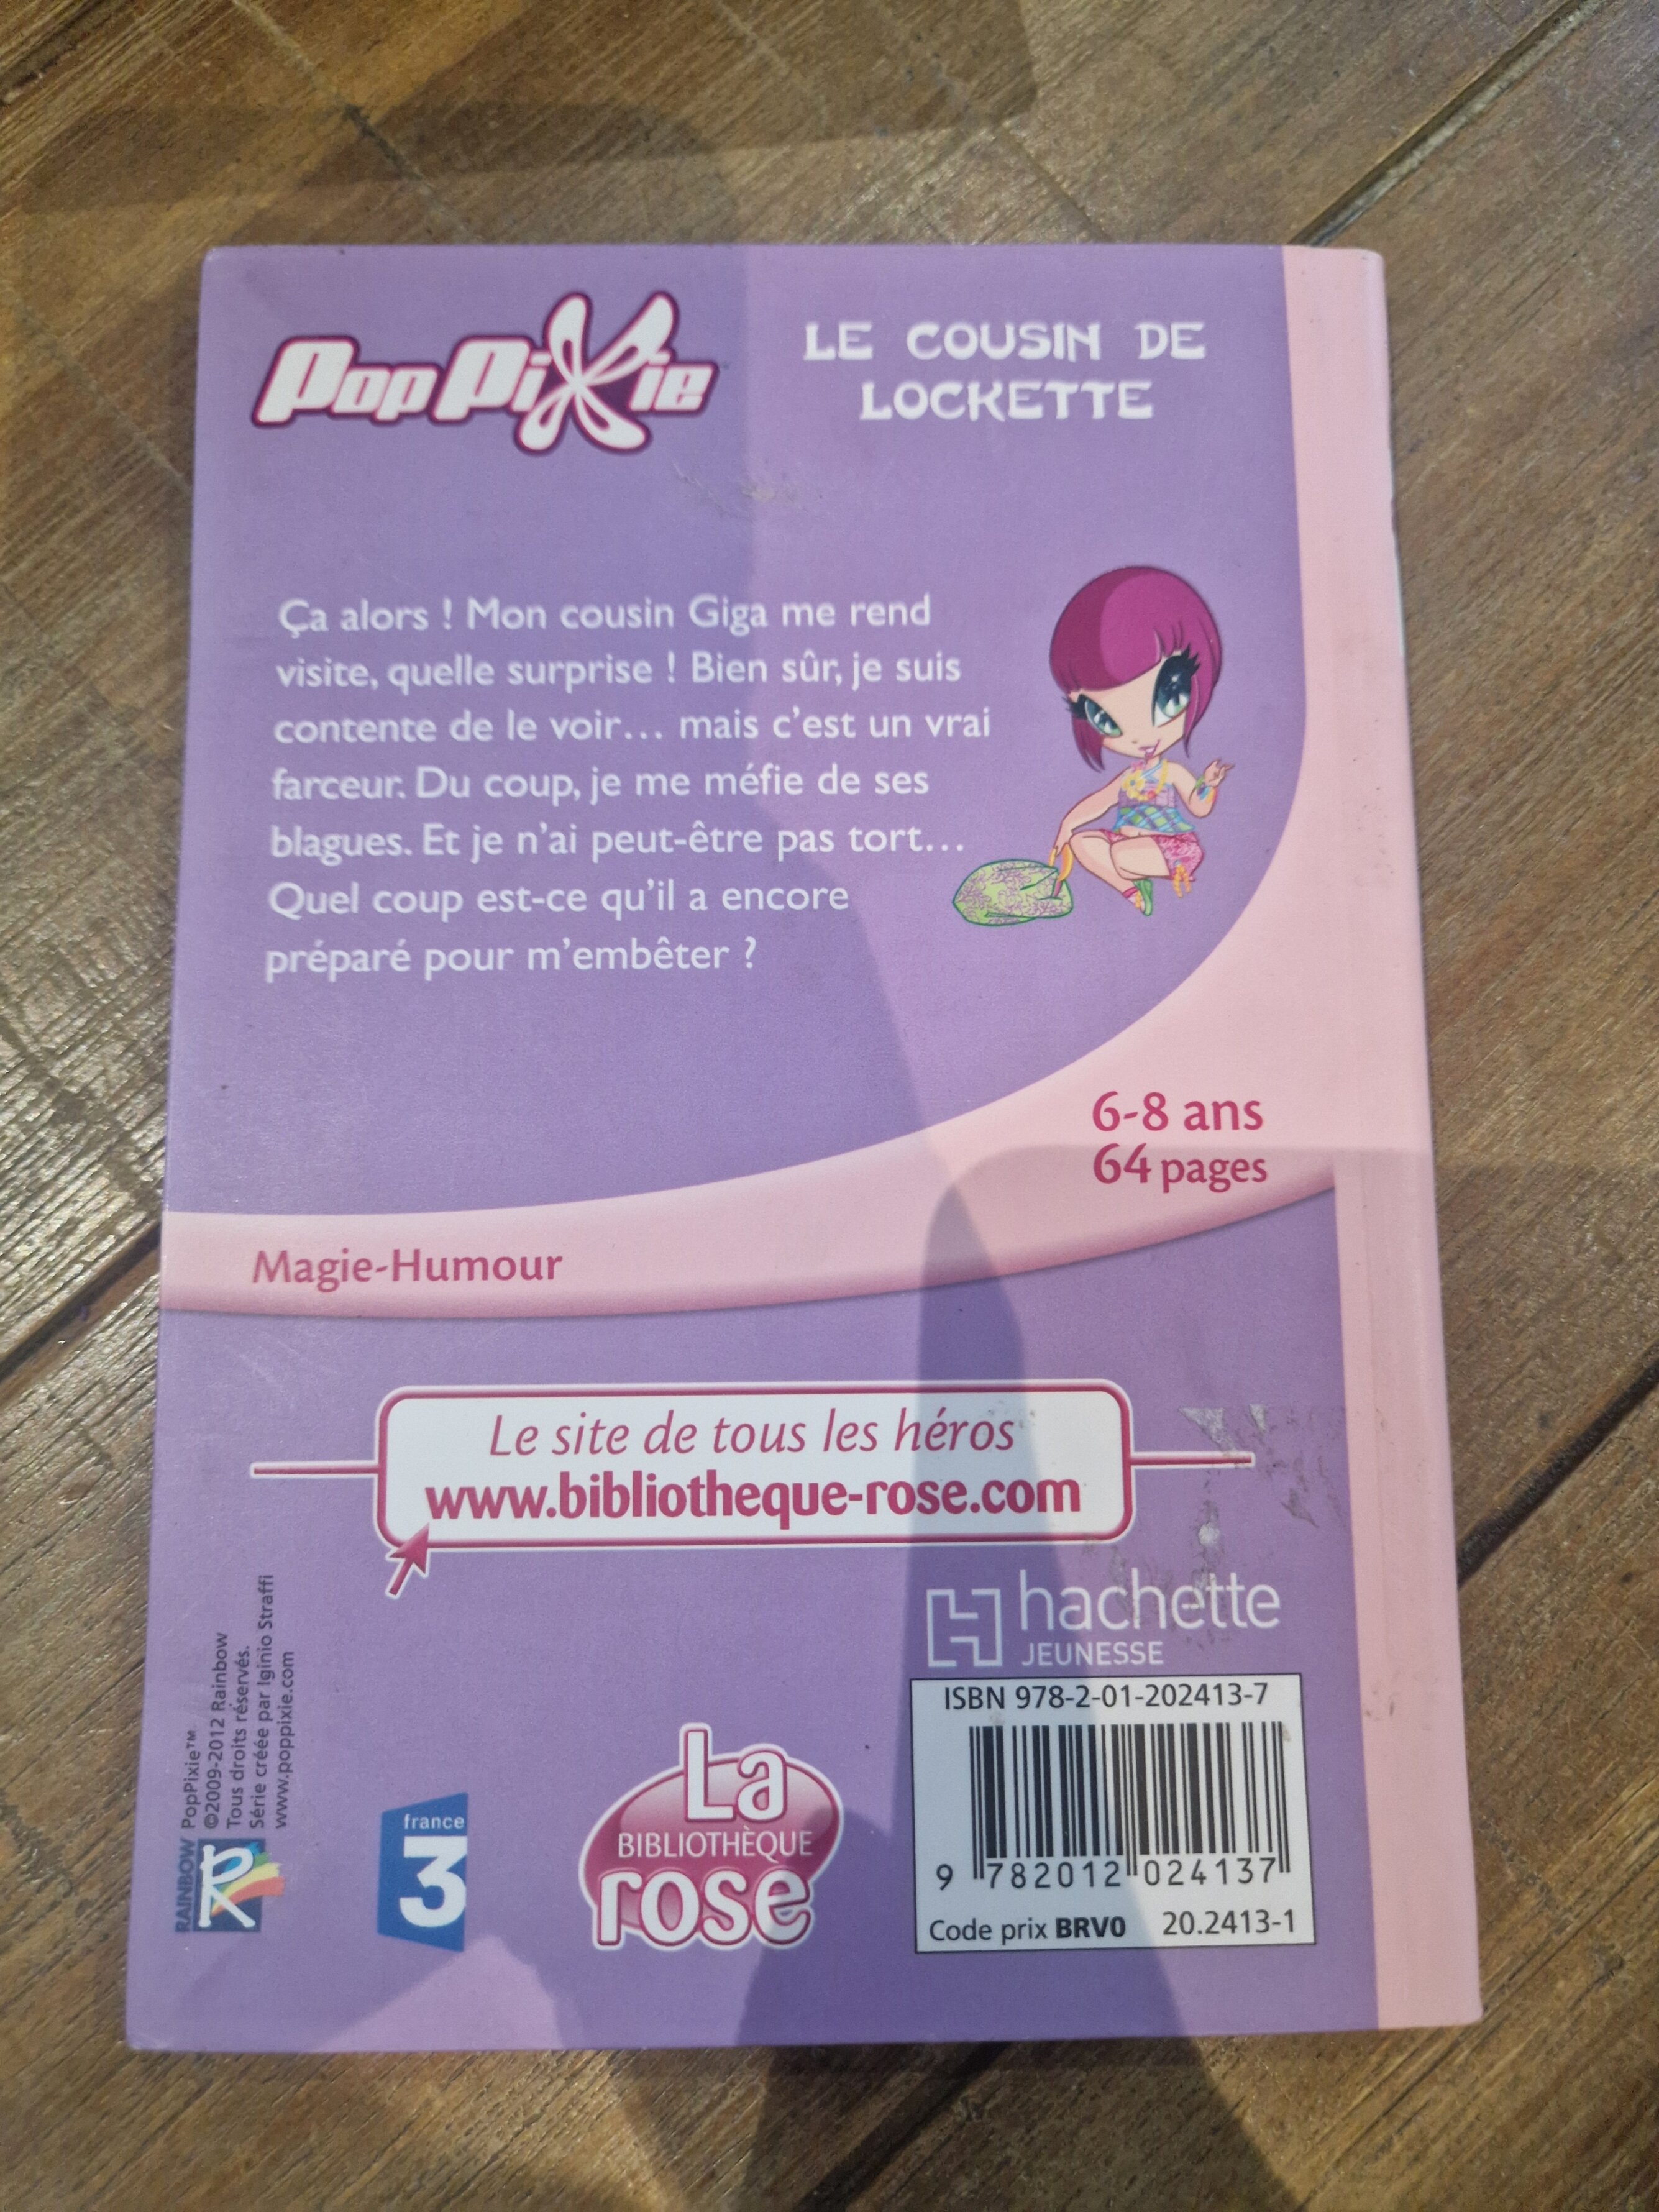 PopPixie™
LE COUSIN DE
LOCKETTE
Ça alors ! Mon cousin Giga me rend
visite, quelle surprise ! Bien sûr, je suis
contente de le voir... mais c'est un vrai
farceur. Du coup, je me méfie de ses
blagues. Et je n'ai peut-être pas tort...
Quel coup est-ce qu'il a encore
préparé pour m'embêter ?
6-8 ans
64 pages
Magie-Humour
Le site de tous les héros
www.bibliotheque-rose.com
hachette
JEUNESSE
ISBN 978-2-01-202413-7
9 782012 024137
Code prix BRV0 20.2413-1
La
BIBLIOTHÈQUE
rose
france
3
RAINBOW
R
PopPixie™
©2009-2012 Rainbow
Tous droits réservés.
Série créée par Iginio Straffi
www.poppixie.com